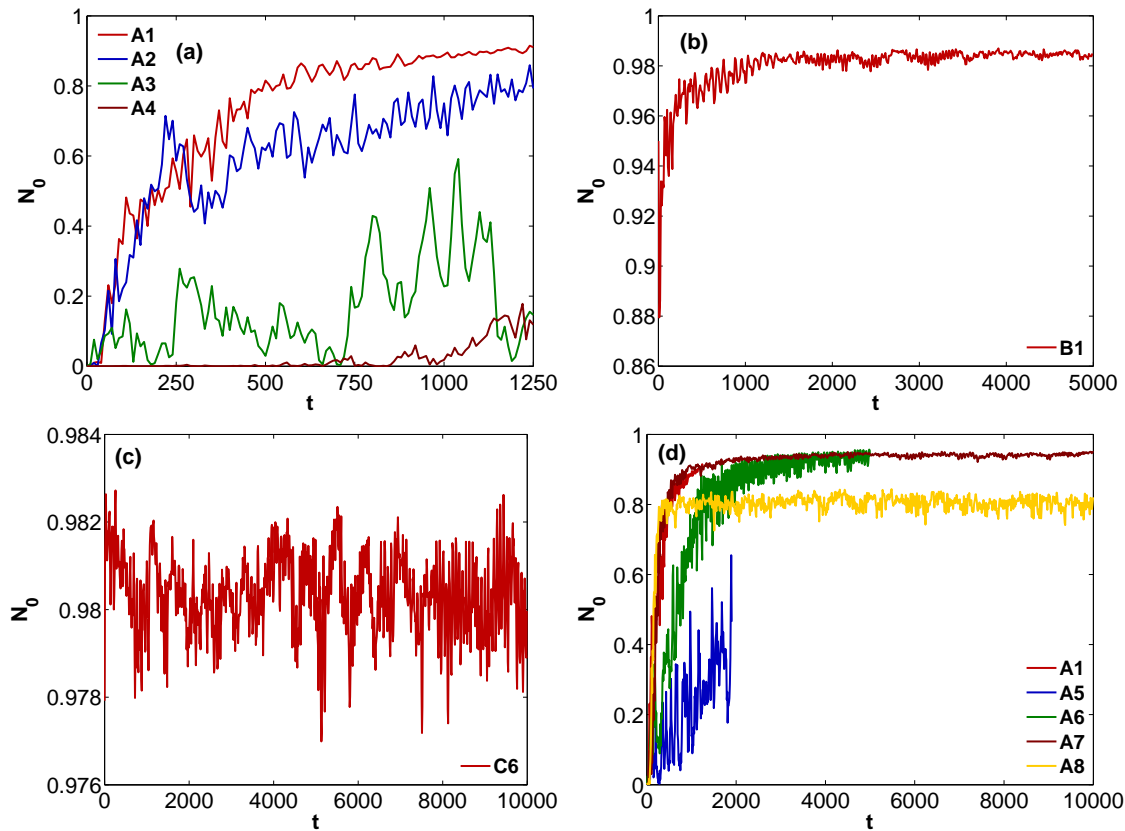 (a)
A1
A2
A3
A4
1
0.8
0.6
0.4
0.2
0
N0
0 250 500 750 1000 1250
t
(b)
1
0.98
0.96
0.94
0.92
0.9
0.88
0.86
N0
B1
0 1000 2000 3000 4000 5000
t
(c)
0.984
0.982
0.98
0.978
0.976
N0
C6
0 2000 4000 6000 8000 10000
t
(d)
1
0.8
0.6
0.4
0.2
0
N0
A1
A5
A6
A7
A8
0 2000 4000 6000 8000 10000
t